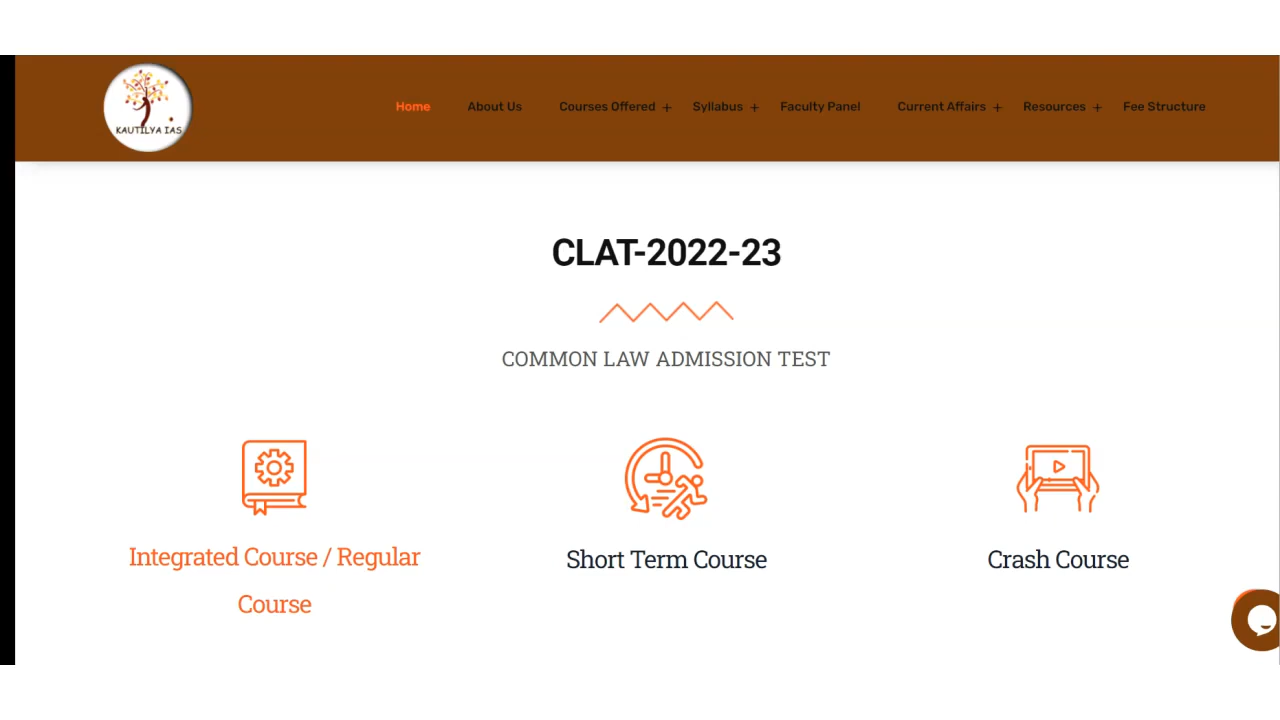 KAUTILYA IAS
Home About Us Courses Offered + Syllabus + Faculty Panel Current Affairs + Resources + Fee Structure
CLAT-2022-23
COMMON LAW ADMISSION TEST
Integrated Course / Regular
Course
Short Term Course
Crash Course